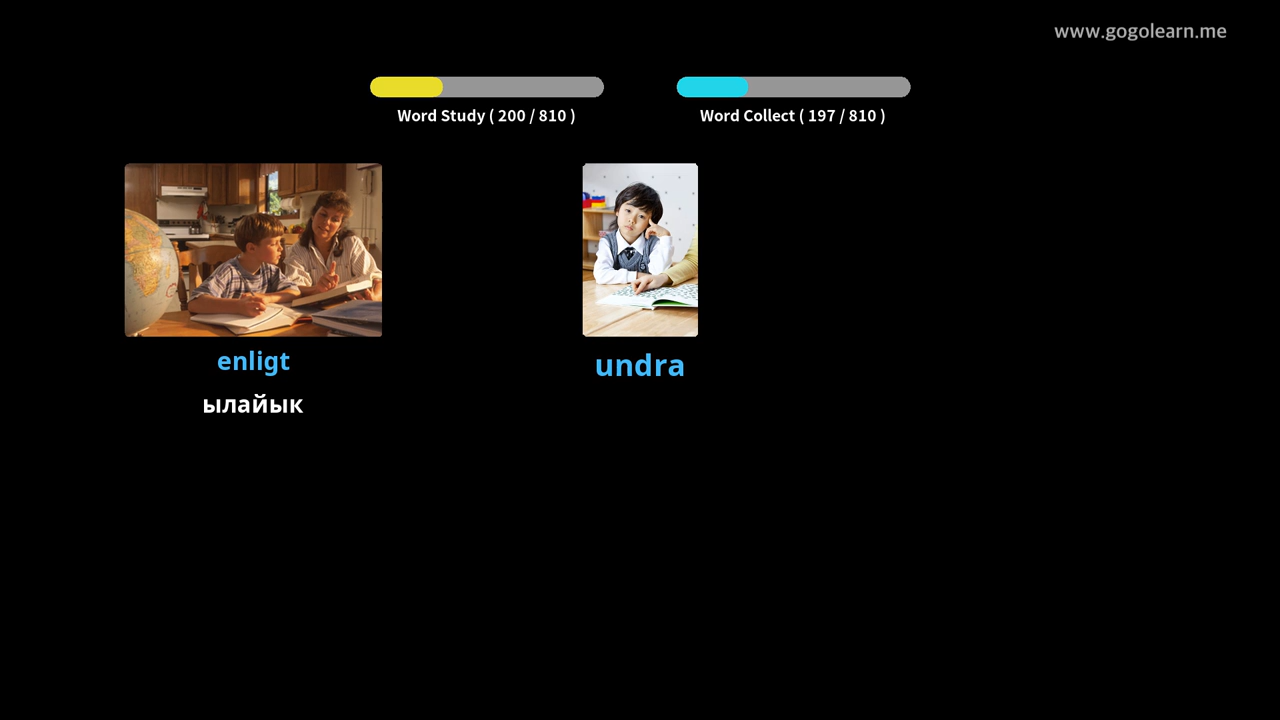 www.gogolearn.me
Word Study ( 200 / 810 )
Word Collect ( 197 / 810 )
enligt
ылайык
undra